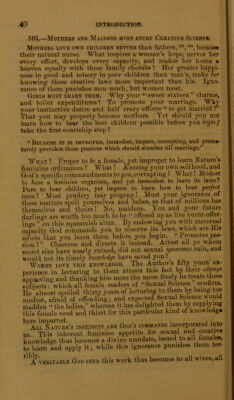 40 INTRODUCTION.
595.—Mothers and Maidens must study Creative Science.
Mothers love own children better than fathers, because
their natural nurse. What inspires a woman's hope, nerves her
every effort, develops every capacity, and makes her home a
heaven equally with these family cherubs? Her greater happi-
ness in good and misery in poor children than man's, make her
knowing these creative laws more important than his. Igno-
rance of them punishes men much, but women most.
Girls must learn them. Why your "sweet sixteen" charms,
and toilet expenditures? To promote your marriage. Why
your instinctive desire and half crazy efforts to "get married?"
That you may properly become mothers. Yet should you not
learn how to bear the best children possible before you begin?
take the first courtship step?
"Because it is improper, immodest, impure, corrupting, and prema-
turely provokes those passions which should slumber till marriage."
What! Proper to be a female, yet improper to learn Nature's
feminine ordinances! What! Knowing your own selfhood, and
God's specific commandments to you, corrupting! What! Modest
to keep a feminine organism, and yet immodest to learn its laws!
Pure to bear children, yet impure to learn how to bear perfect
ones! What prudery more prurient! Must your ignorance of
these matters spoil yourselves and babes, as that of millions has
themselves and theirs! No, maidens. You and your future
darlings are worth too much to be "offered up as live burnt-offer-
ings" on this squeamish altar. By endowing you with maternal
capacity God commands you to observe its laws, which are His
edicts that you learn them before you begin. "Promotes pas-
sion?" Chastens and directs it instead. Attest all ye whom
secret sins have nearly ruined, did not sexual ignorance ruin, and
would not its timely knowledge have saved you?
Women love this knowledge. The Author's fifty years' ex-
perience in lecturing to them attests this fact by their always
approving and thanking him more the more freely he treats these
subjects: which all female readers of "Sexual Science" confirm.
He almost spoiled thirty years of lecturing to them by being too
modest, afraid of offending; and expected Sexual Science would
madden "the ladies," whereas it has delighted them by supplying
this female need and thirst for this particular kind of knowledge
here imparted.
All Nature's instincts are God's commands incorporated into
us. This inherent feminine appetite for sexual and creative
knowledge thus becomes a divine mandate, issued to all females,
to learn and apply it; while this ignorance punishes them ter-
ribly.
A veritable God-send this work thus becomes to all wives, all